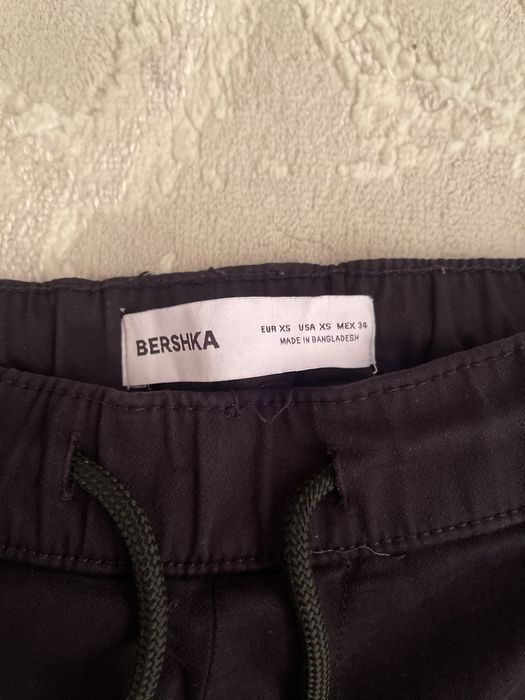 BERSHKA
EUR XS USA XS MEX 34
MADE IN BANGLADESH